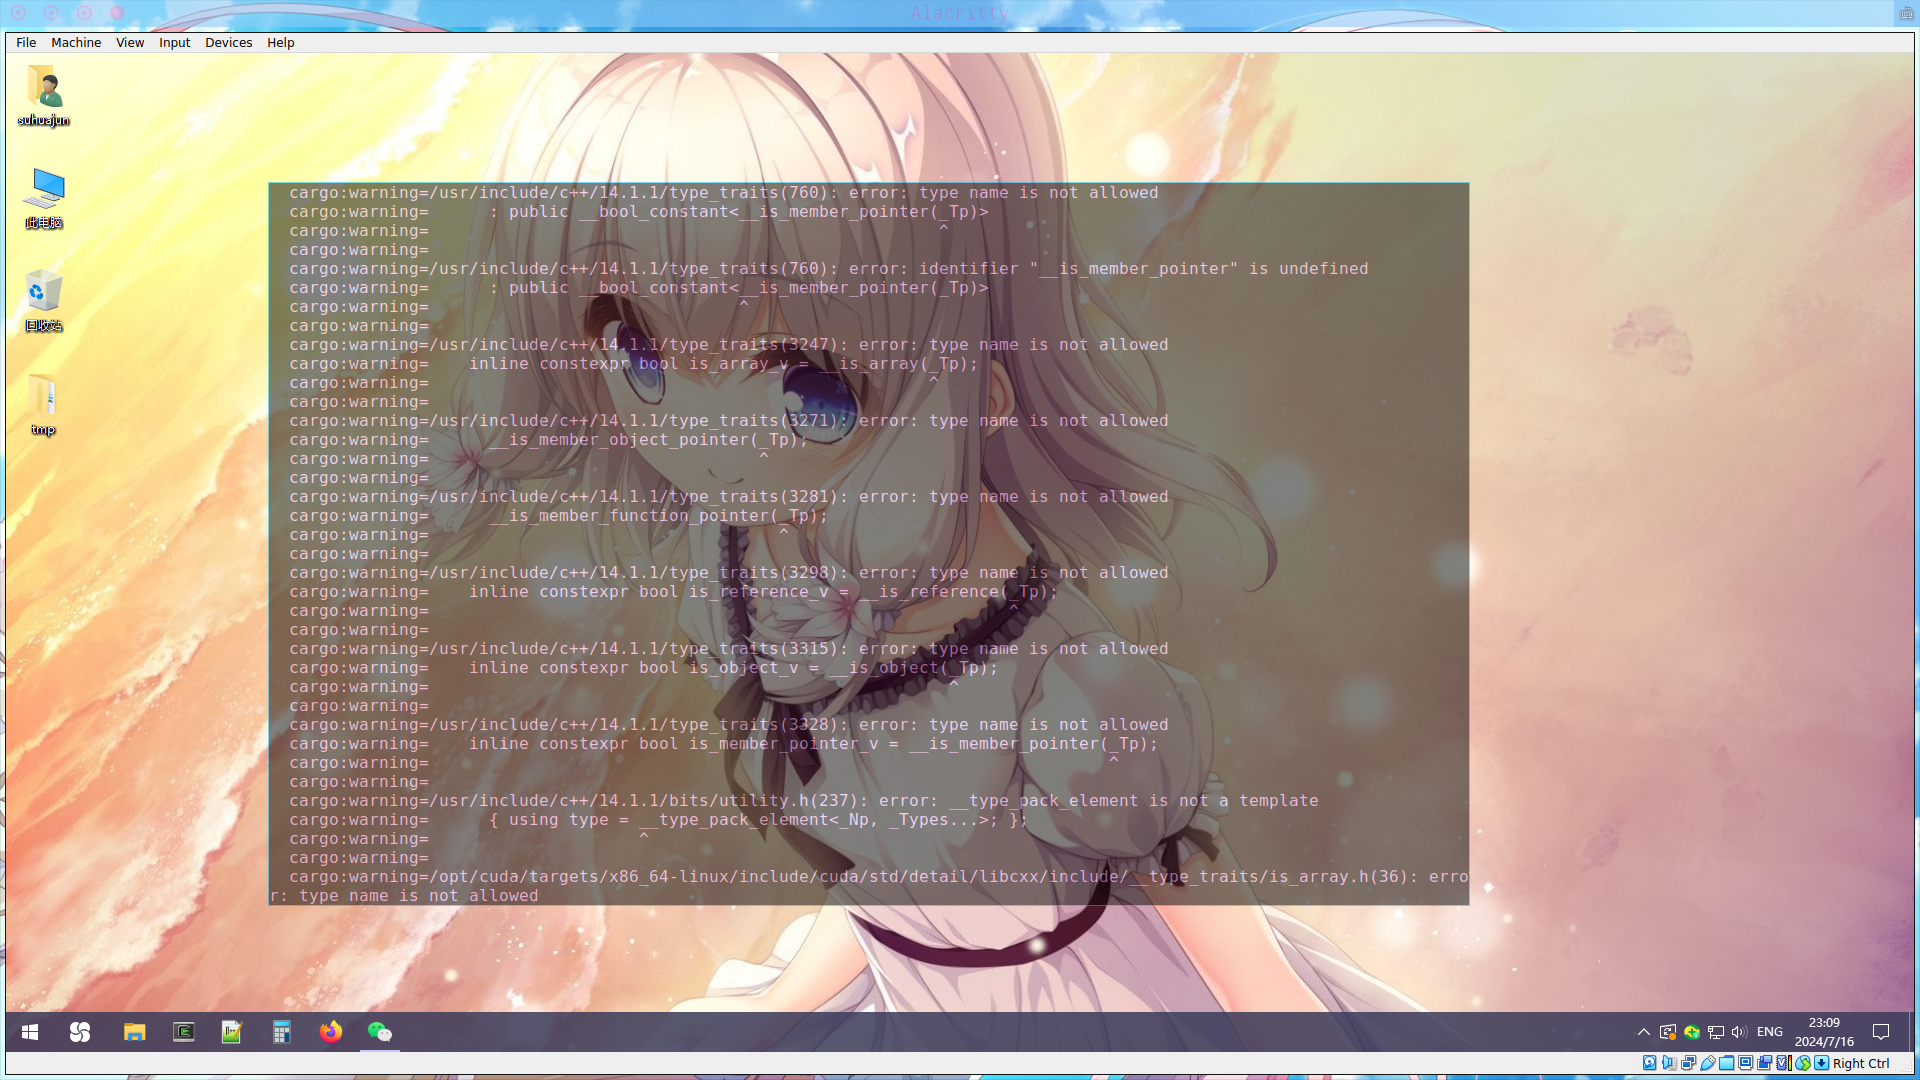 Alacritty
File Machine View Input Devices Help
suhuajun
此电脑
回收站
tmp
cargo:warning=/usr/include/c++/14.1.1/type_traits(760): error: type name is not allowed
cargo:warning=      : public __bool_constant<__is_member_pointer(_Tp)>
cargo:warning=                                                   ^
cargo:warning=
cargo:warning=/usr/include/c++/14.1.1/type_traits(760): error: identifier "__is_member_pointer" is undefined
cargo:warning=      : public __bool_constant<__is_member_pointer(_Tp)>
cargo:warning=                               ^
cargo:warning=
cargo:warning=/usr/include/c++/14.1.1/type_traits(3247): error: type name is not allowed
cargo:warning=    inline constexpr bool is_array_v = __is_array(_Tp);
cargo:warning=                                                  ^
cargo:warning=
cargo:warning=/usr/include/c++/14.1.1/type_traits(3271): error: type name is not allowed
cargo:warning=      __is_member_object_pointer(_Tp);
cargo:warning=                                 ^
cargo:warning=
cargo:warning=/usr/include/c++/14.1.1/type_traits(3281): error: type name is not allowed
cargo:warning=      __is_member_function_pointer(_Tp);
cargo:warning=                                   ^
cargo:warning=
cargo:warning=/usr/include/c++/14.1.1/type_traits(3298): error: type name is not allowed
cargo:warning=    inline constexpr bool is_reference_v = __is_reference(_Tp);
cargo:warning=                                                          ^
cargo:warning=
cargo:warning=/usr/include/c++/14.1.1/type_traits(3315): error: type name is not allowed
cargo:warning=    inline constexpr bool is_object_v = __is_object(_Tp);
cargo:warning=                                                    ^
cargo:warning=
cargo:warning=/usr/include/c++/14.1.1/type_traits(3328): error: type name is not allowed
cargo:warning=    inline constexpr bool is_member_pointer_v = __is_member_pointer(_Tp);
cargo:warning=                                                                    ^
cargo:warning=
cargo:warning=/usr/include/c++/14.1.1/bits/utility.h(237): error: __type_pack_element is not a template
cargo:warning=      { using type = __type_pack_element<_Np, _Types...>; };
cargo:warning=                     ^
cargo:warning=
cargo:warning=/opt/cuda/targets/x86_64-linux/include/cuda/std/detail/libcxx/include/__type_traits/is_array.h(36): erro
r: type name is not allowed
ENG
23:09
2024/7/16
Right Ctrl